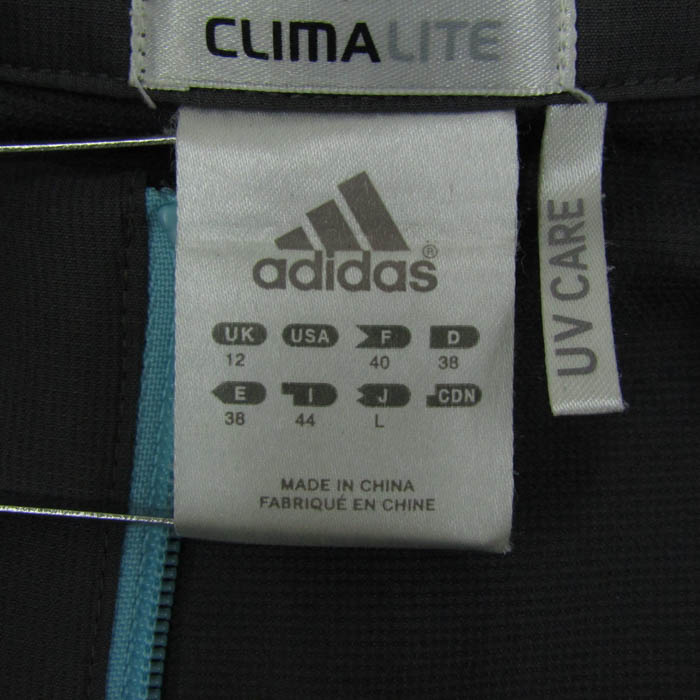 CLIMALITE
adidas®
UK USA F D
12 40 38
E I J CDN
38 44 L
MADE IN CHINA
FABRIQUÉ EN CHINE
UV CARE